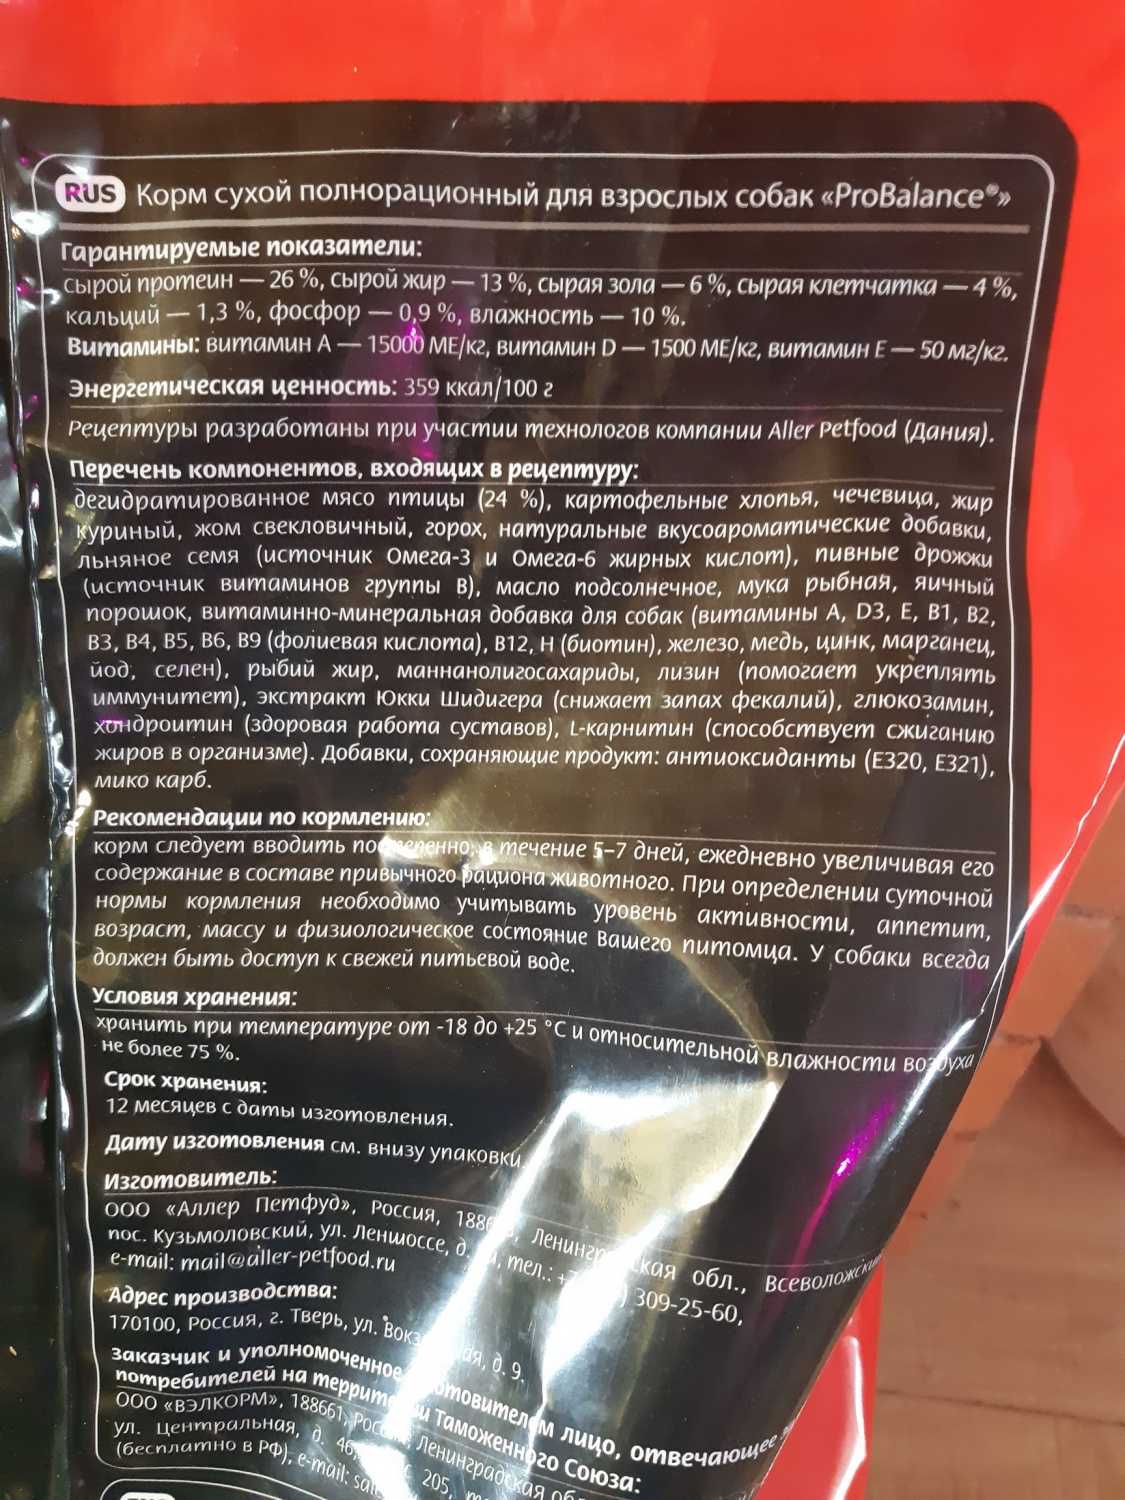 RUS Корм сухой полнорационный для взрослых собак «ProBalance®»
Гарантируемые показатели:
сырой протеин — 26 %, сырой жир — 13 %, сырая зола — 6 %, сырая клетчатка — 4 %,
кальций — 1,3 %, фосфор — 0,9 %, влажность — 10 %.
Витамины: витамин А — 15000 МЕ/кг, витамин D — 1500 МЕ/кг, витамин Е — 50 мг/кг.
Энергетическая ценность: 359 ккал/100 г
Рецептуры разработаны при участии технологов компании Aller Petfood (Дания).
Перечень компонентов, входящих в рецептуру:
дегидратированное мясо птицы (24 %), картофельные хлопья, чечевица, жир
куриный, жом свекловичный, горох, натуральные вкусоароматические добавки,
льняное семя (источник Омега-3 и Омега-6 жирных кислот), пивные дрожжи
(источник витаминов группы В), масло подсолнечное, мука рыбная, яичный
порошок, витаминно-минеральная добавка для собак (витамины А, D3, Е, В1, В2,
В3, В4, В5, В6, В9 (фолиевая кислота), В12, Н (биотин), железо, медь, цинк, марганец,
йод, селен), рыбий жир, маннанолигосахариды, лизин (помогает укреплять
иммунитет), экстракт Юкки Шидигера (снижает запах фекалий), глюкозамин,
хондроитин (здоровая работа суставов), L-карнитин (способствует сжиганию
жиров в организме). Добавки, сохраняющие продукт: антиоксиданты (Е320, Е321),
мико карб.
Рекомендации по кормлению:
корм следует вводить постепенно, в течение 5–7 дней, ежедневно увеличивая его
содержание в составе привычного рациона животного. При определении суточной
нормы кормления необходимо учитывать уровень активности, аппетит,
возраст, массу и физиологическое состояние Вашего питомца. У собаки всегда
должен быть доступ к свежей питьевой воде.
Условия хранения:
хранить при температуре от -18 до +25 °С и относительной влажности воздуха
не более 75 %.
Срок хранения:
12 месяцев с даты изготовления.
Дату изготовления см. внизу упаковки.
Изготовитель:
ООО «Аллер Петфуд», Россия, Ленинградская обл., Всеволожский
пос. Кузьмоловский, ул. Леншоссе, д. тел.: 309-25-60,
e-mail: mail@aller-petfood.ru
Адрес производства:
170100, Россия, г. Тверь, ул. д. 9.
Заказчик и уполномоченное изготовителем лицо, отвечающее
потребителей на территории Таможенного Союза:
ООО «ВЭЛКОРМ», 188661, Россия, Ленинградская
ул. Центральная, д. 46, 205,
(бесплатно в РФ), e-mail: